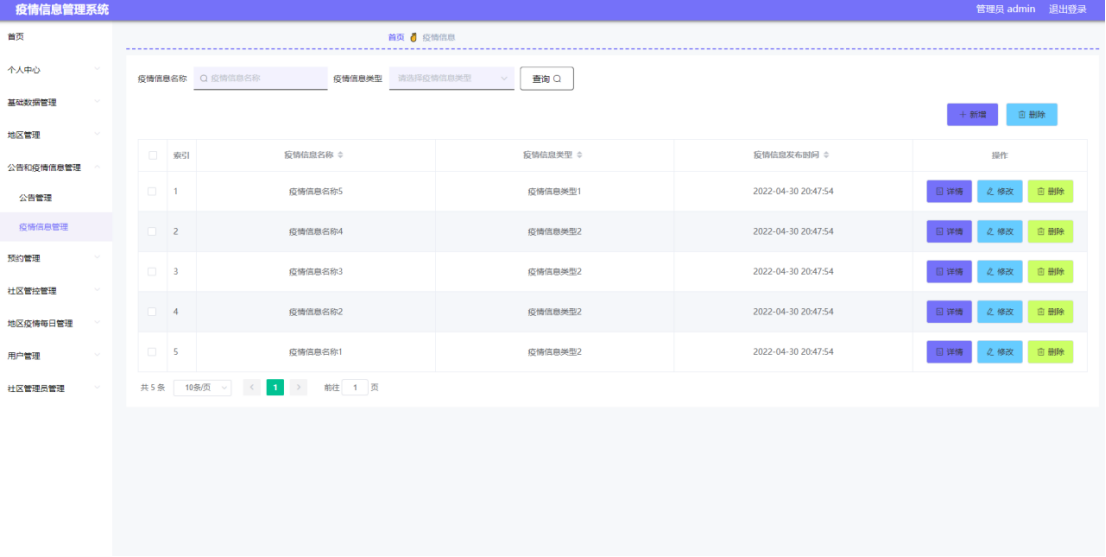 疫情信息管理系统
管理员 admin 退出登录
首页
个人中心
基础数据管理
地区管理
公告和疫情信息管理
公告管理
疫情信息管理
预约管理
社区管控管理
地区疫情每日管理
用户管理
社区管理员管理
首页 疫情信息
疫情信息名称 疫情信息名称 疫情信息类型 请选择疫情信息类型 查询
新增 删除
索引 疫情信息名称 疫情信息类型 疫情信息发布时间 操作
1 疫情信息名称5 疫情信息类型1 2022-04-30 20:47:54 详情 修改 删除
2 疫情信息名称4 疫情信息类型2 2022-04-30 20:47:54 详情 修改 删除
3 疫情信息名称3 疫情信息类型2 2022-04-30 20:47:54 详情 修改 删除
4 疫情信息名称2 疫情信息类型2 2022-04-30 20:47:54 详情 修改 删除
5 疫情信息名称1 疫情信息类型2 2022-04-30 20:47:54 详情 修改 删除
共 5 条 10条/页 1 前往 1 页